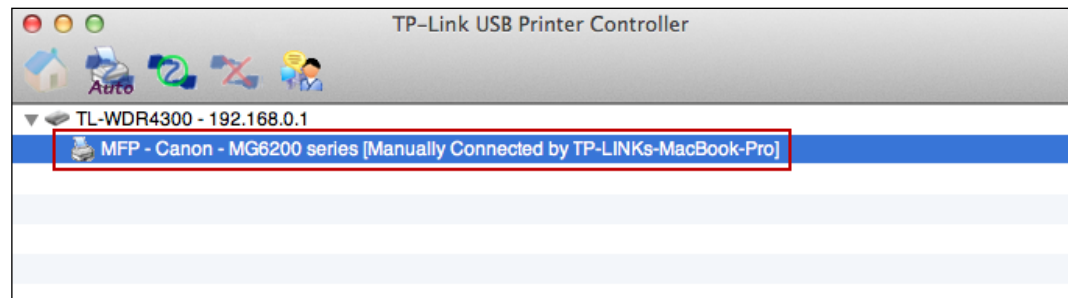 TP-Link USB Printer Controller
Auto
TL-WDR4300 - 192.168.0.1
MFP - Canon - MG6200 series [Manually Connected by TP-LINKs-MacBook-Pro]